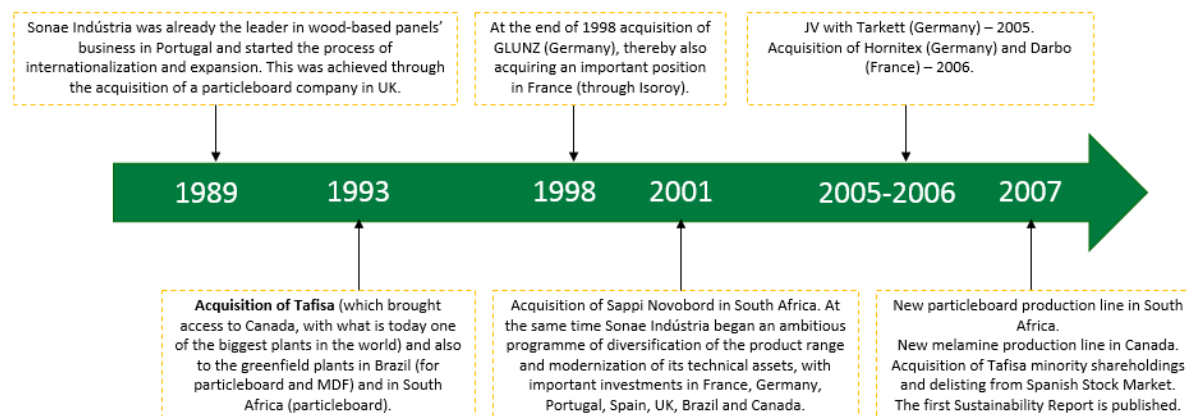 Sonae Indústria was already the leader in wood-based panels’
business in Portugal and started the process of
internationalization and expansion. This was achieved through
the acquisition of a particleboard company in UK.
At the end of 1998 acquisition of
GLUNZ (Germany), thereby also
acquiring an important position
in France (through Isoroy).
JV with Tarkett (Germany) – 2005.
Acquisition of Hornitex (Germany) and Darbo
(France) – 2006.
1989 1993 1998 2001 2005-2006 2007
Acquisition of Tafisa (which brought
access to Canada, with what is today one
of the biggest plants in the world) and also
to the greenfield plants in Brazil (for
particleboard and MDF) and in South
Africa (particleboard).
Acquisition of Sappi Novobord in South Africa. At
the same time Sonae Indústria began an ambitious
programme of diversification of the product range
and modernization of its technical assets, with
important investments in France, Germany,
Portugal, Spain, UK, Brazil and Canada.
New particleboard production line in South
Africa.
New melamine production line in Canada.
Acquisition of Tafisa minority shareholdings
and delisting from Spanish Stock Market.
The first Sustainability Report is published.